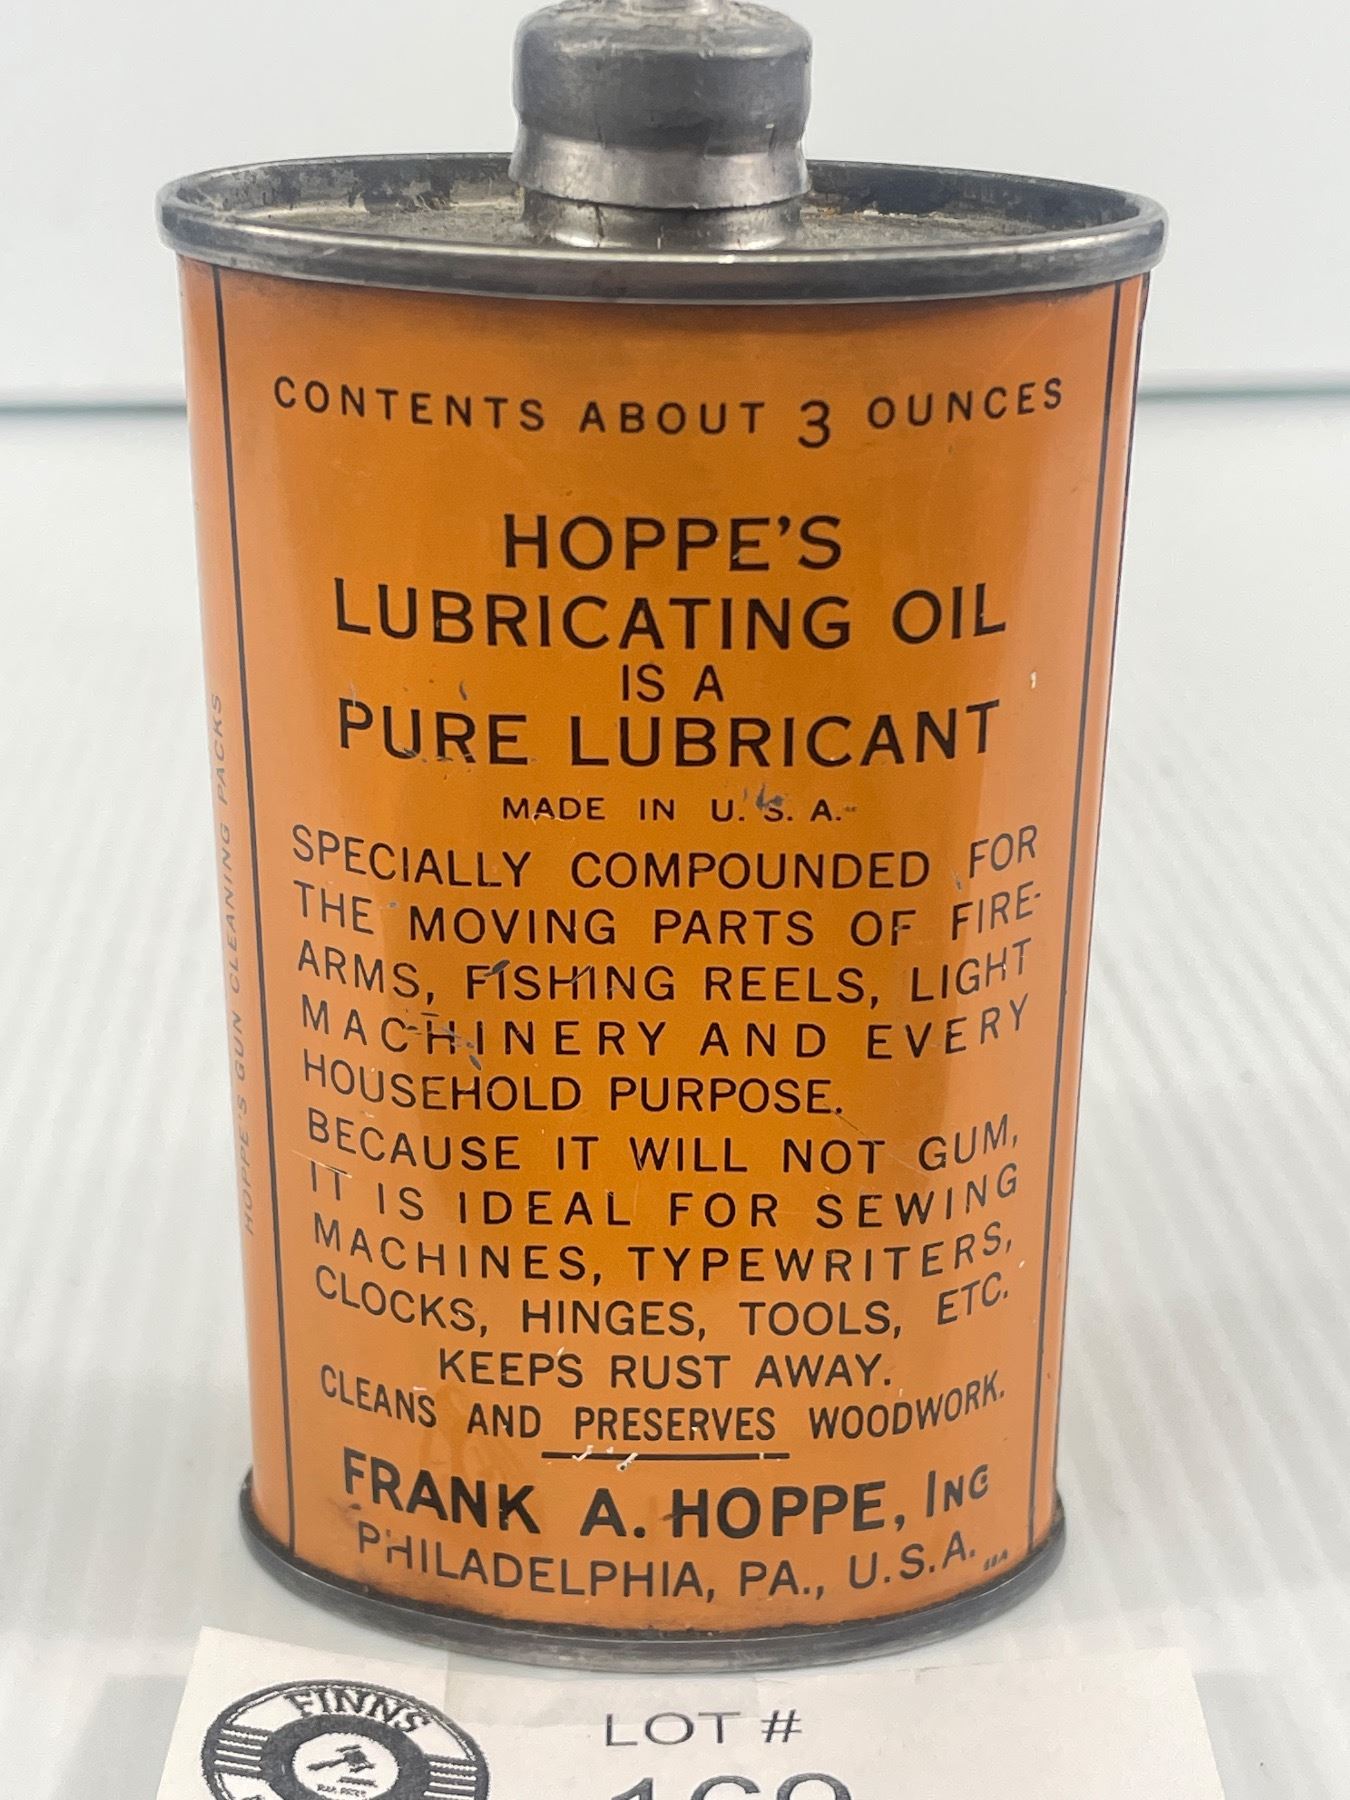 CONTENTS ABOUT 3 OUNCES
HOPPE'S
LUBRICATING OIL
IS A
PURE LUBRICANT
MADE IN U. S. A.
SPECIALLY COMPOUNDED FOR
THE MOVING PARTS OF FIRE-
ARMS, FISHING REELS, LIGHT
MACHINERY AND EVERY
HOUSEHOLD PURPOSE.
BECAUSE IT WILL NOT GUM,
IT IS IDEAL FOR SEWING
MACHINES, TYPEWRITERS,
CLOCKS, HINGES, TOOLS, ETC.
KEEPS RUST AWAY.
CLEANS AND PRESERVES WOODWORK.
FRANK A. HOPPE, INC
PHILADELPHIA, PA., U.S.A.
HOPPE'S GUN CLEANING PACKS
FINNS
LOT #